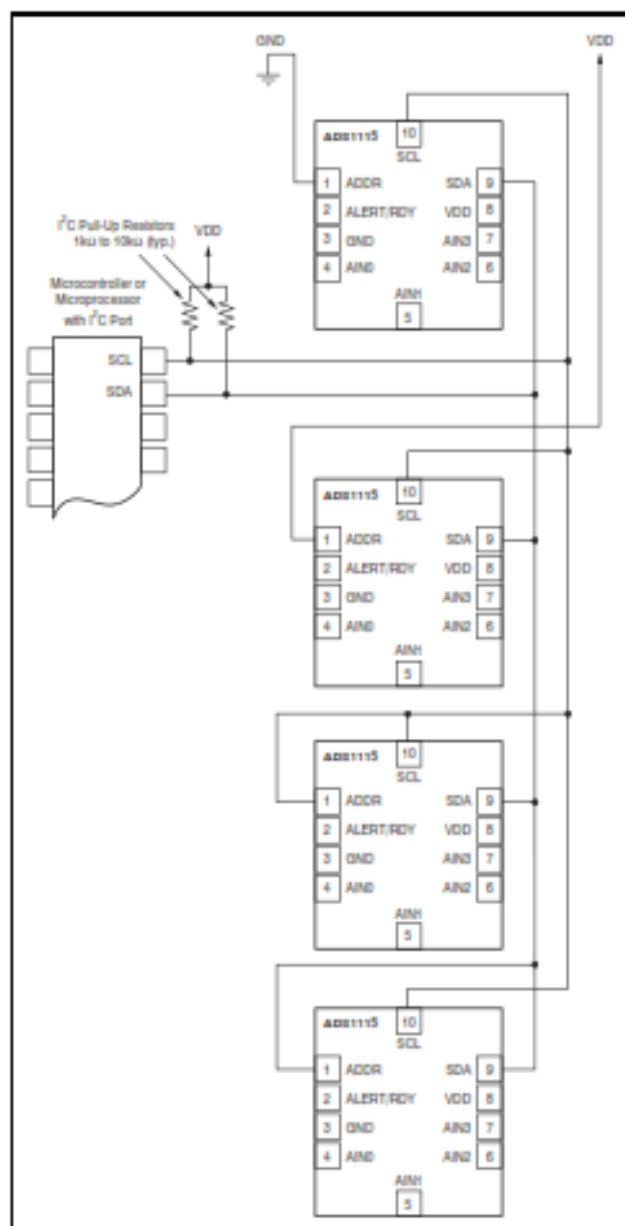 GND
VDD
ADS1115
10
SCL
1 ADDR SDA 9
2 ALERT/RDY VDD 8
3 GND AIN3 7
4 AIN0 AIN2 6
AIN1
5
I²C Pull-Up Resistors
1kΩ to 10kΩ (typ.)
VDD
Microcontroller or
Microprocessor
with I²C Port
SCL
SDA
ADS1115
10
SCL
1 ADDR SDA 9
2 ALERT/RDY VDD 8
3 GND AIN3 7
4 AIN0 AIN2 6
AIN1
5
ADS1115
10
SCL
1 ADDR SDA 9
2 ALERT/RDY VDD 8
3 GND AIN3 7
4 AIN0 AIN2 6
AIN1
5
ADS1115
10
SCL
1 ADDR SDA 9
2 ALERT/RDY VDD 8
3 GND AIN3 7
4 AIN0 AIN2 6
AIN1
5